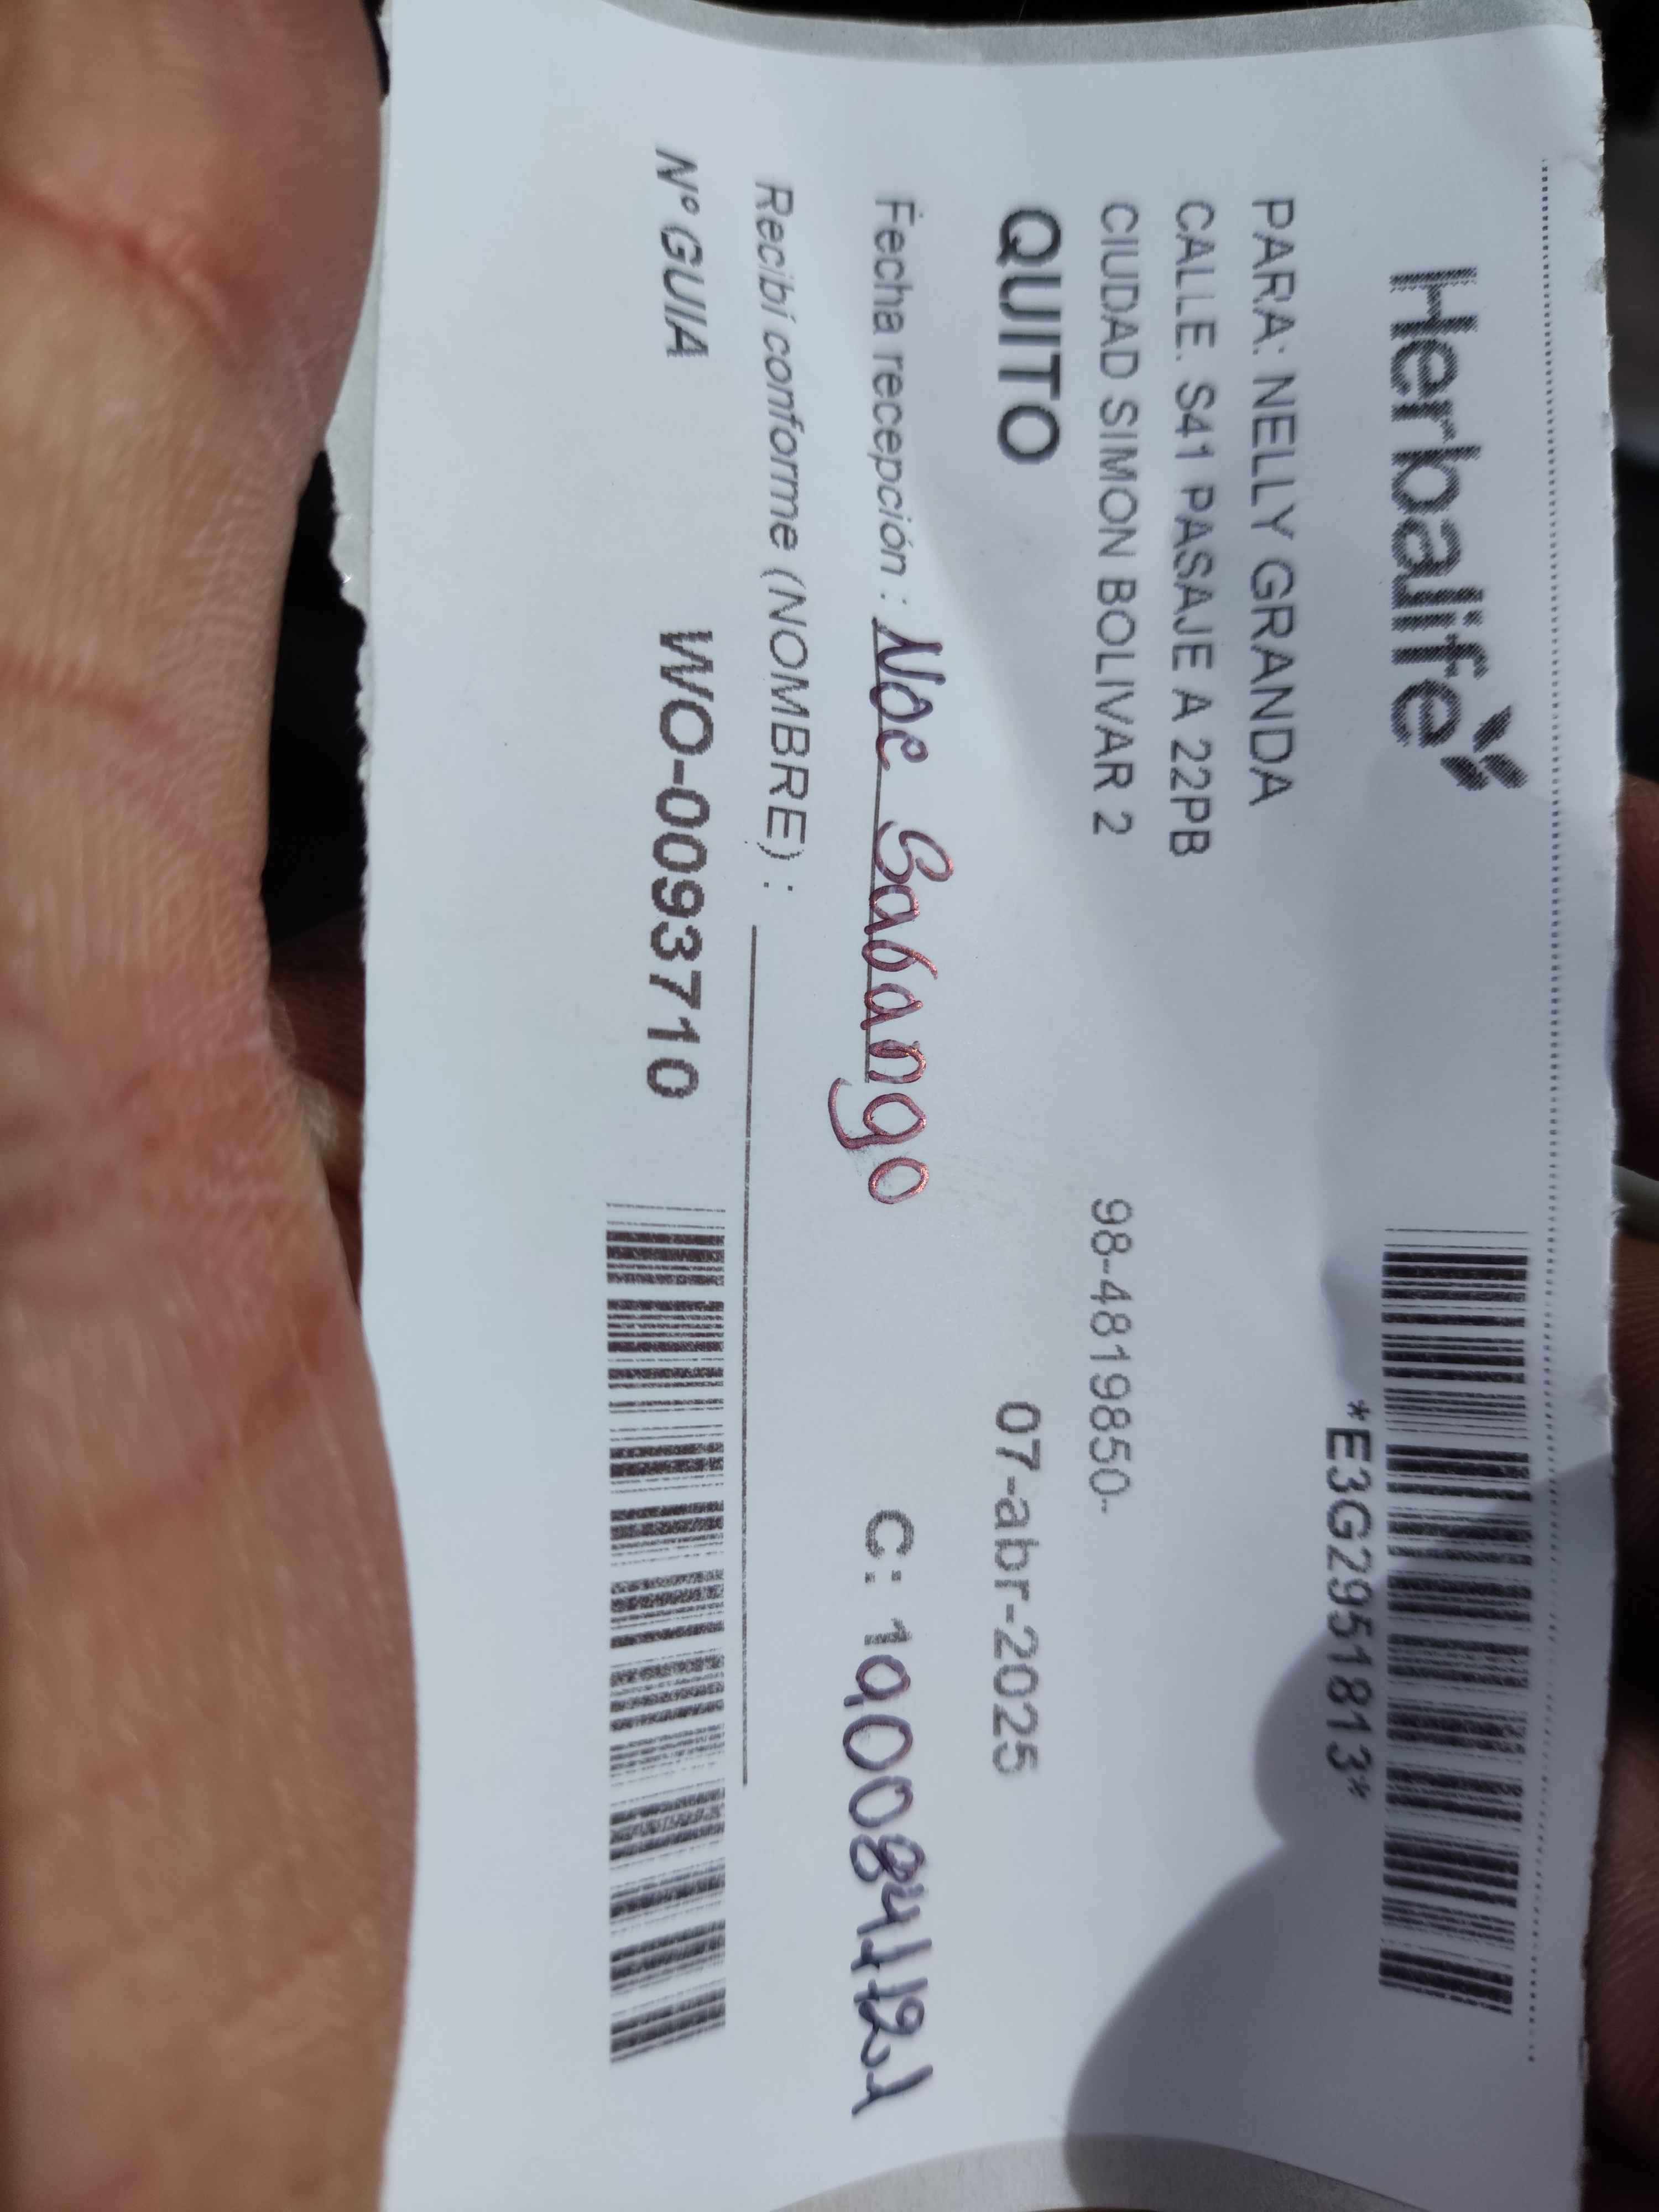 Herbalife
*E3G2951813*
PARA: NELLY GRANDA
CALLE. S41 PASAJE A 22PB
CIUDAD SIMON BOLIVAR 2 98-4819850-
QUITO 07-abr-2025
Fecha recepción : Noe Sabango C:
Recibí conforme (NOMBRE) :
Nº GUIA WO-0093710